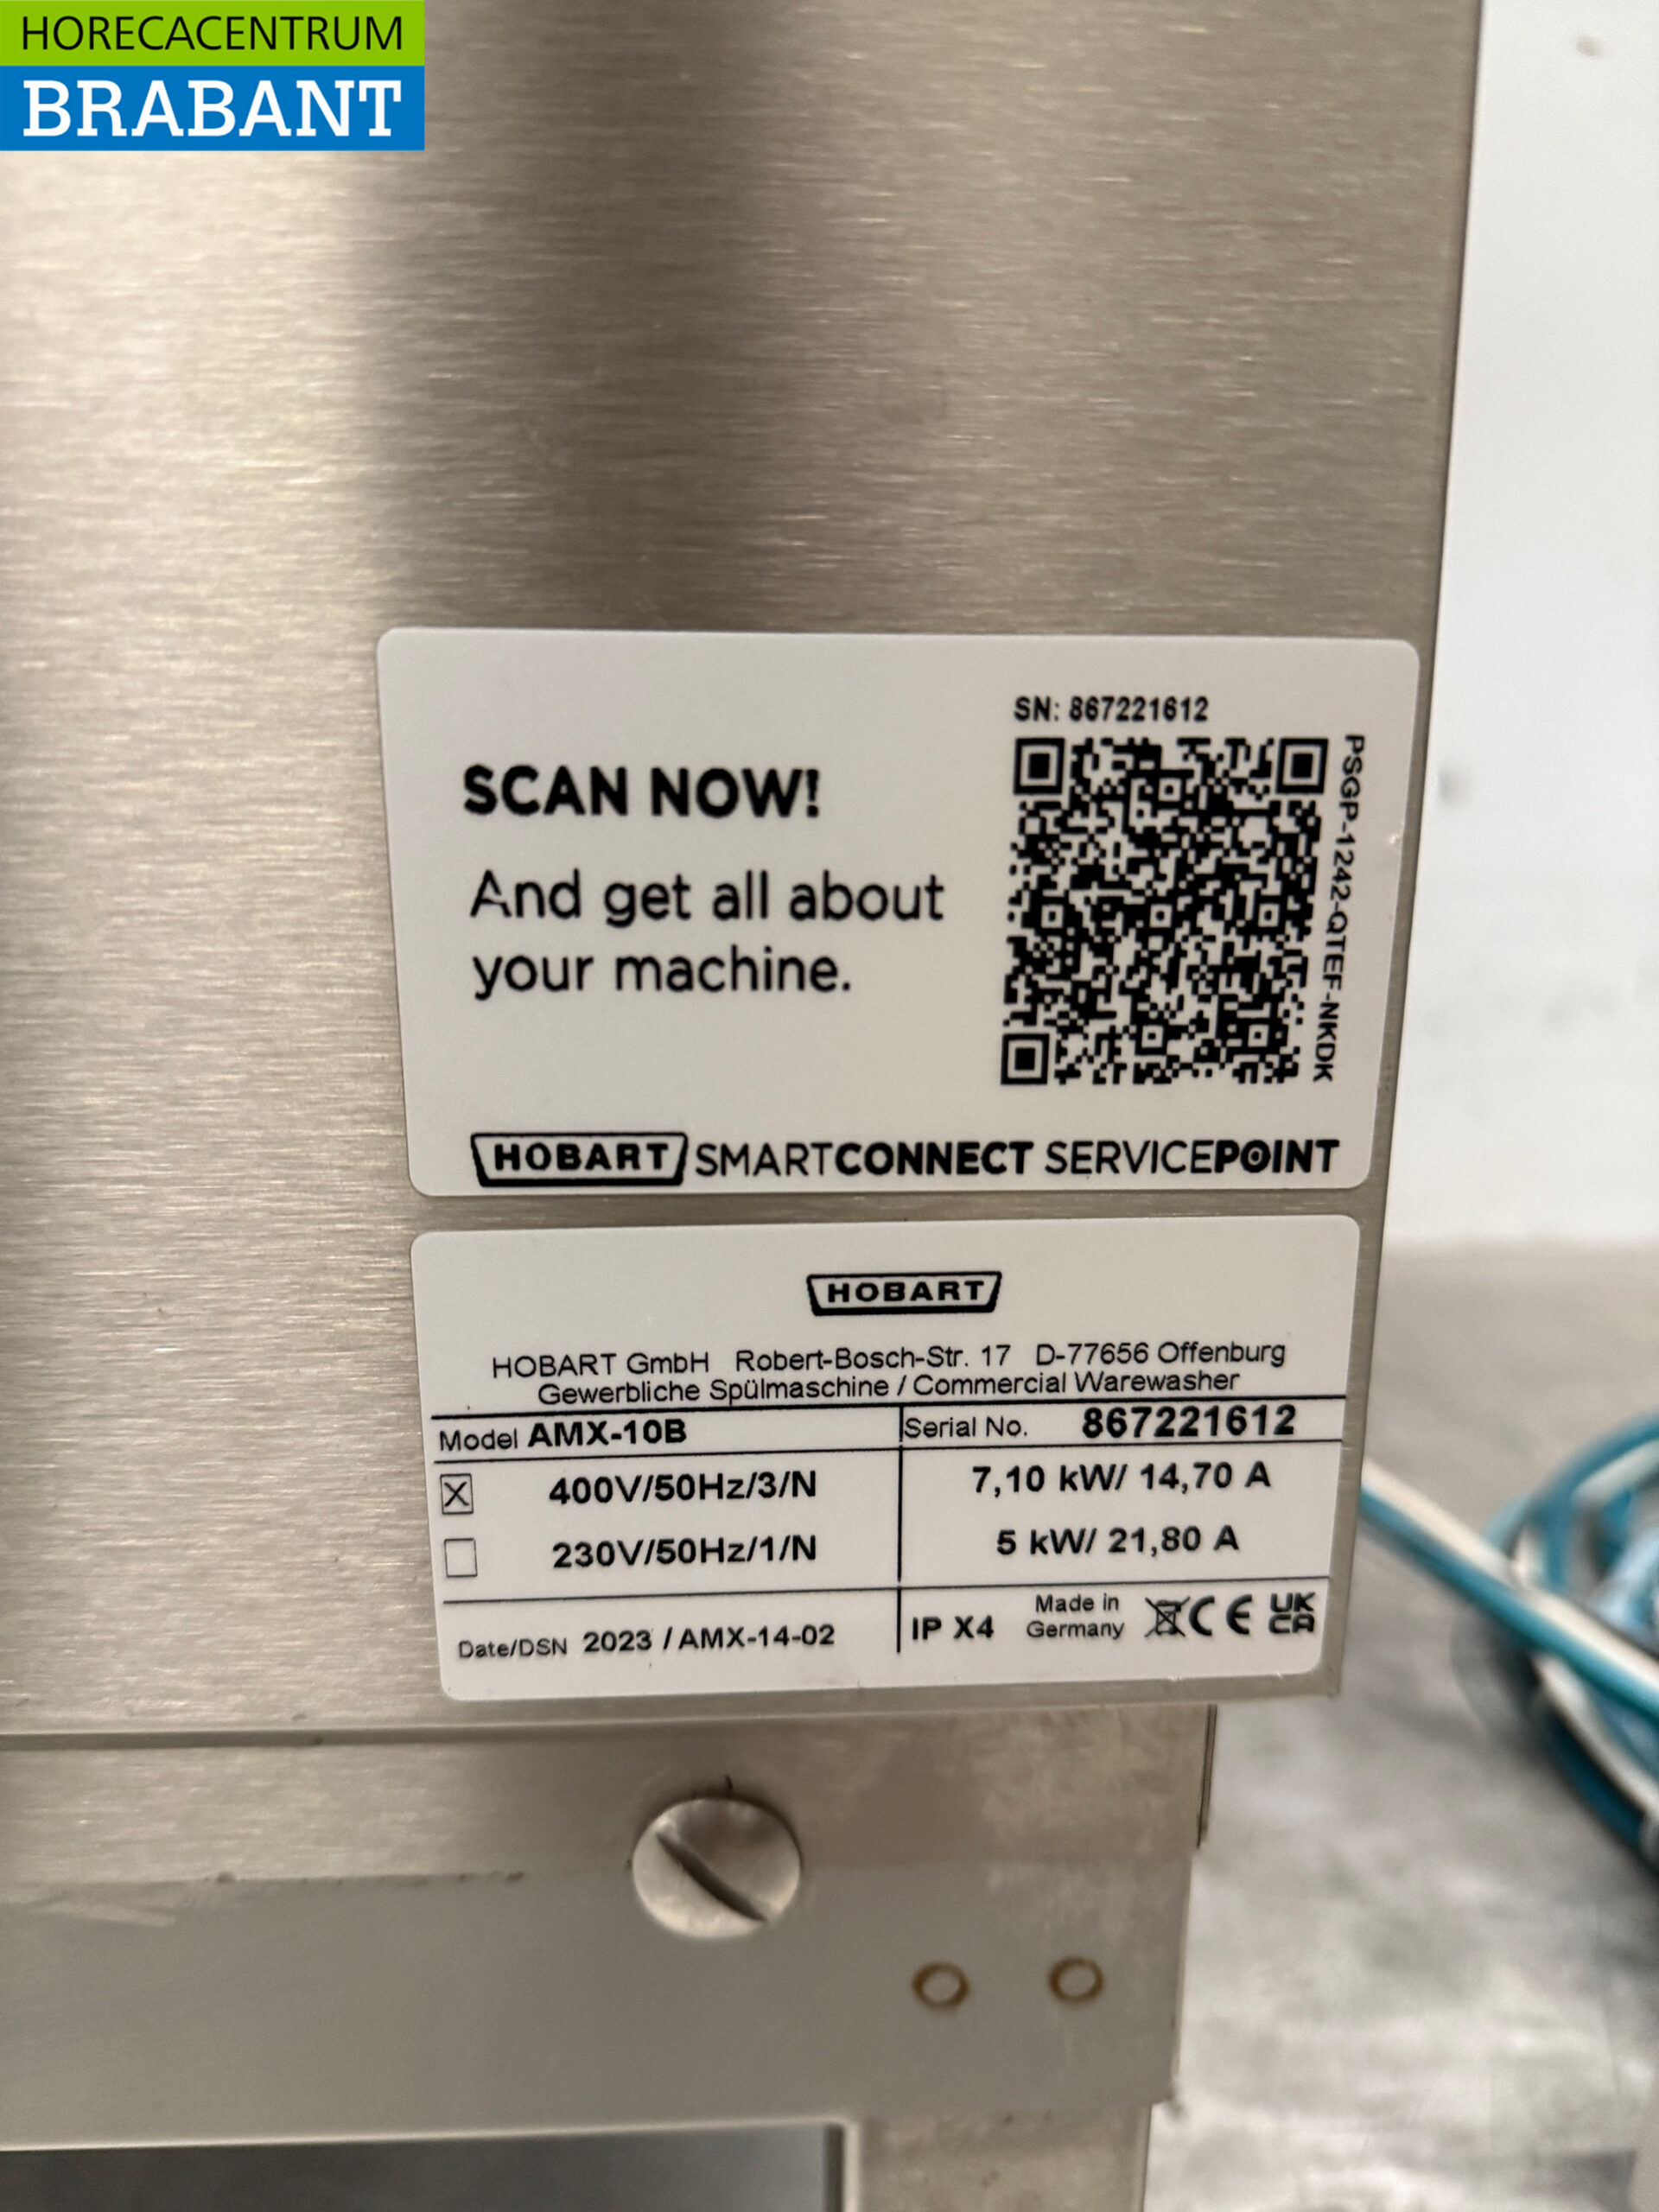 HORECACENTRUM
BRABANT
SN: 867221612
PSGP-1242-QTEF-NKDK
SCAN NOW!
And get all about
your machine.
HOBART SMARTCONNECT SERVICEPOINT
HOBART
HOBART GmbH Robert-Bosch-Str. 17 D-77656 Offenburg
Gewerbliche Spülmaschine / Commercial Warewasher
Model AMX-10B Serial No. 867221612
400V/50Hz/3/N 7,10 kW/ 14,70 A
230V/50Hz/1/N 5 kW/ 21,80 A
Date/DSN 2023 / AMX-14-02 IP X4 Made in Germany CE UKCA